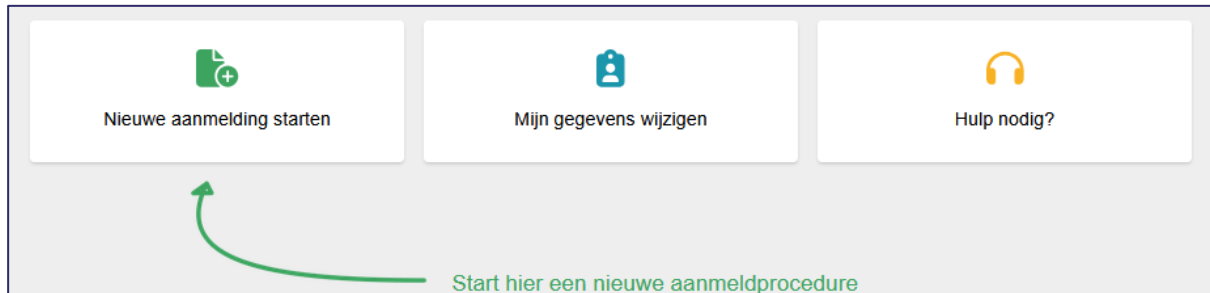 Nieuwe aanmelding starten
Mijn gegevens wijzigen
Hulp nodig?
Start hier een nieuwe aanmeldprocedure